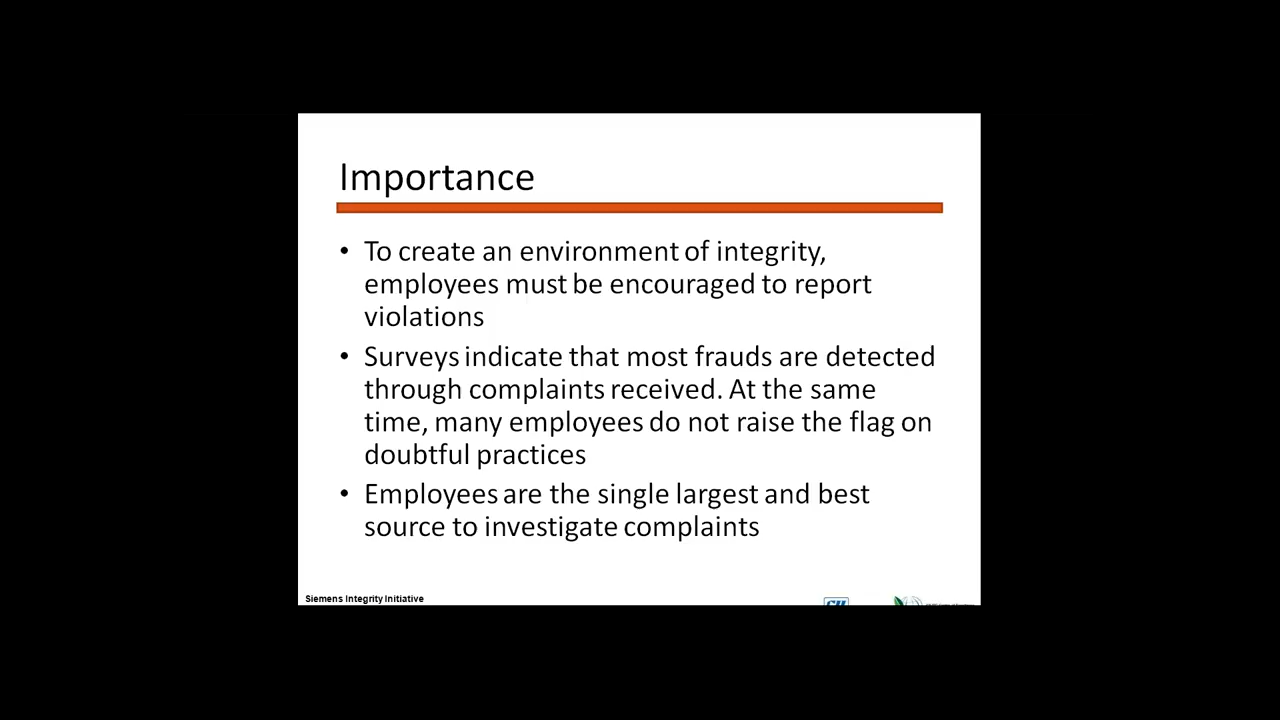 Importance
• To create an environment of integrity,
employees must be encouraged to report
violations
• Surveys indicate that most frauds are detected
through complaints received. At the same
time, many employees do not raise the flag on
doubtful practices
• Employees are the single largest and best
source to investigate complaints
Siemens Integrity Initiative